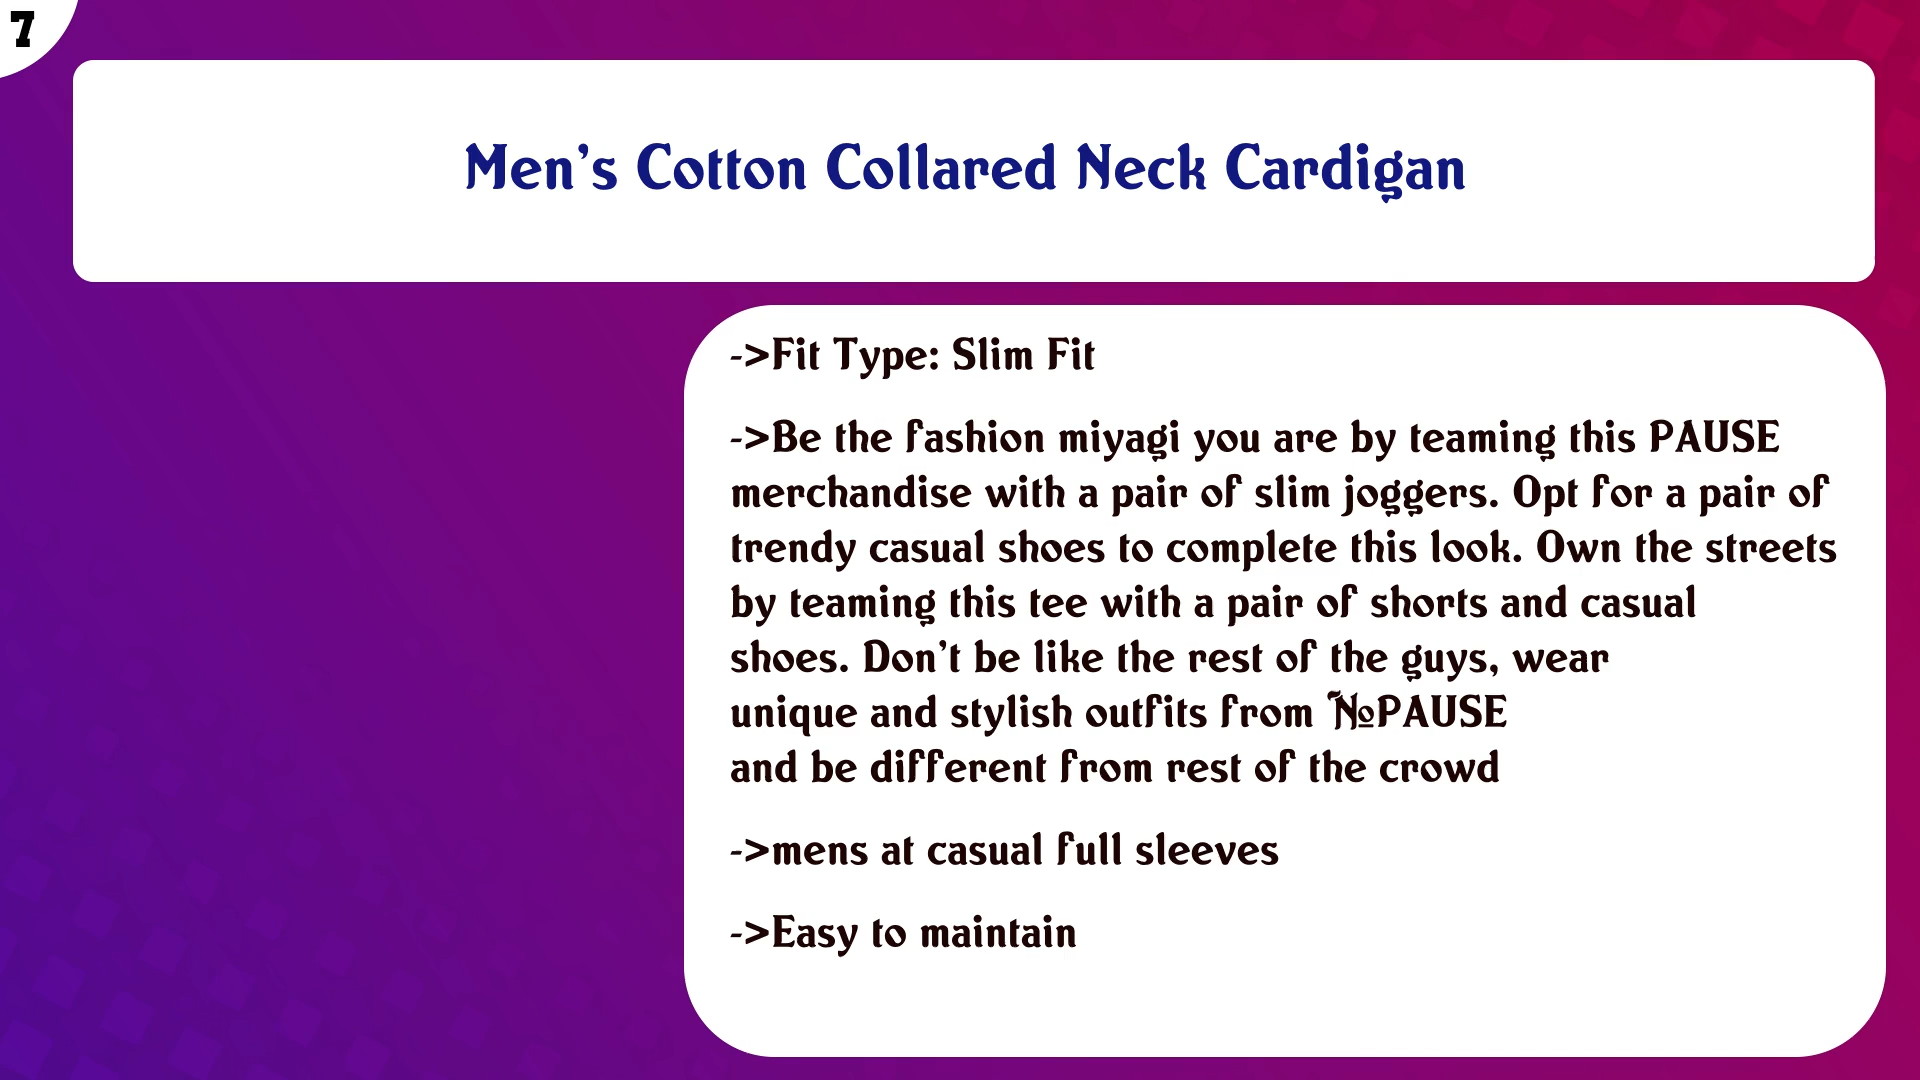 7
Men's Cotton Collared Neck Cardigan
->Fit Type: Slim Fit
->Be the fashion miyagi you are by teaming this PAUSE
merchandise with a pair of slim joggers. Opt for a pair of
trendy casual shoes to complete this look. Own the streets
by teaming this tee with a pair of shorts and casual
shoes. Don't be like the rest of the guys, wear
unique and stylish outfits from №PAUSE
and be different from rest of the crowd
->mens at casual full sleeves
->Easy to maintain